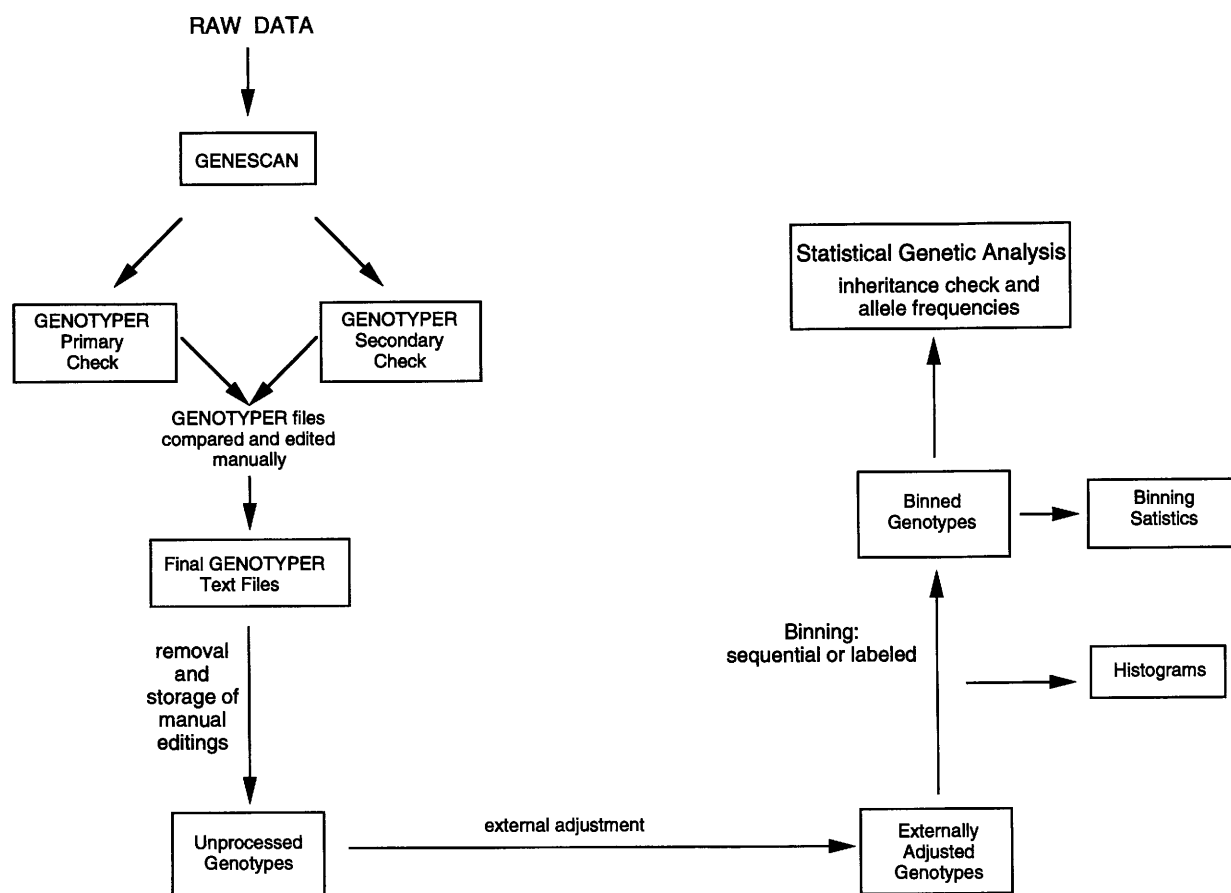 RAW DATA
GENESCAN
GENOTYPER
Primary
Check
GENOTYPER
Secondary
Check
GENOTYPER files
compared and edited
manually
Final GENOTYPER
Text Files
removal
and
storage of
manual
editings
Unprocessed
Genotypes
external adjustment
Externally
Adjusted
Genotypes
Binning:
sequential or labeled
Histograms
Binned
Genotypes
Binning
Satistics
Statistical Genetic Analysis
inheritance check and
allele frequencies